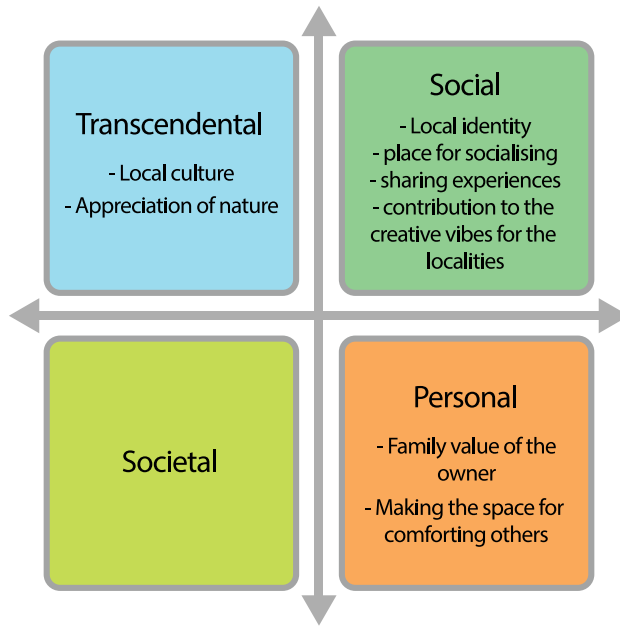 Transcendental
- Local culture
- Appreciation of nature
Social
- Local identity
- place for socialising
- sharing experiences
- contribution to the
creative vibes for the
localities
Societal
Personal
- Family value of the
owner
- Making the space for
comforting others